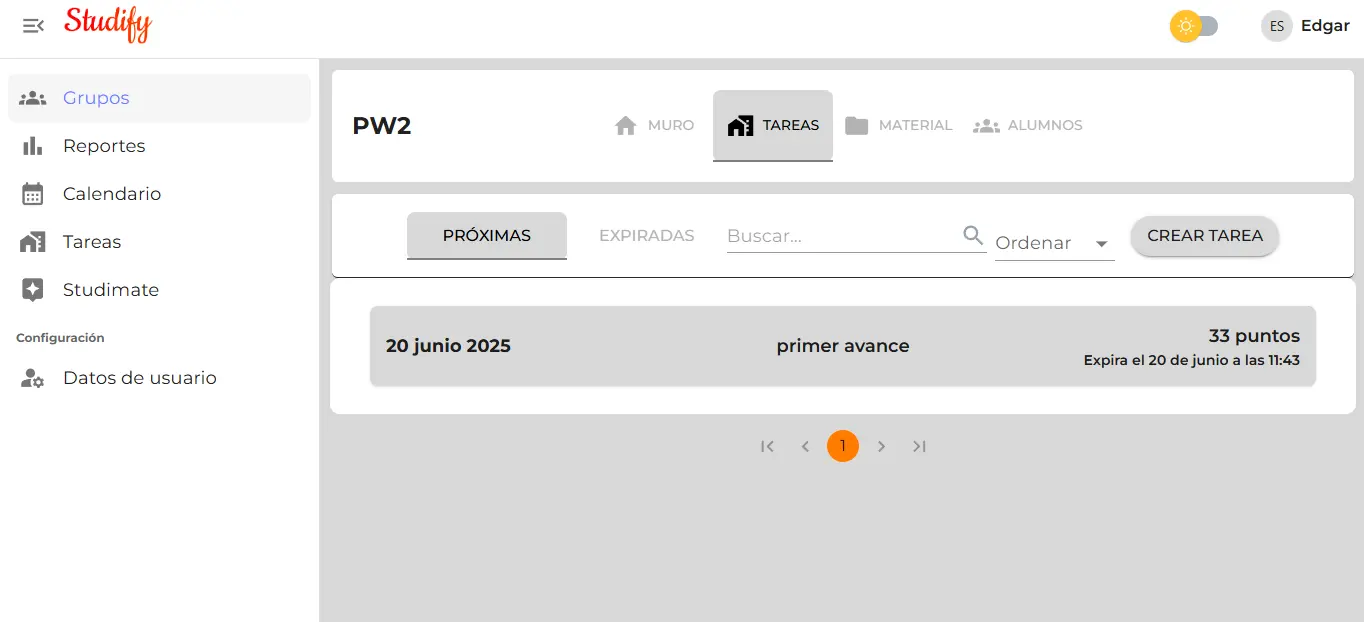 Studify
ES Edgar
Grupos
Reportes
Calendario
Tareas
Studimate
Configuración
Datos de usuario
PW2
MURO
TAREAS
MATERIAL
ALUMNOS
PRÓXIMAS
EXPIRADAS
Buscar...
Ordenar
CREAR TAREA
20 junio 2025
primer avance
33 puntos
Expira el 20 de junio a las 11:43
1